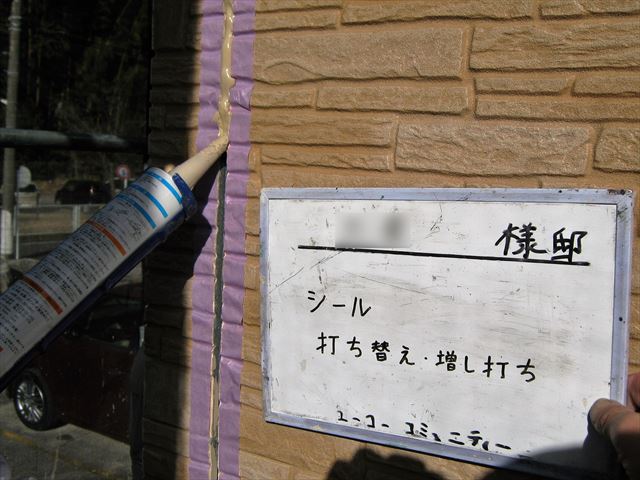 様邸
シール
打ち替え・増し打ち
ユーコーコミュニティー